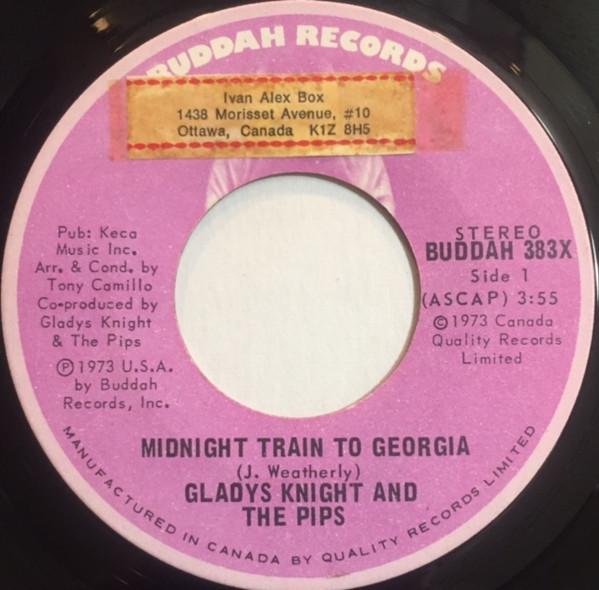 BUDDAH RECORDS
Ivan Alex Box
1438 Morisset Avenue, #10
Ottawa, Canada K1Z 8H5
Pub: Keca
Music Inc.
Arr. & Cond. by
Tony Camillo
Co-produced by
Gladys Knight
& The Pips
℗ 1973 U.S.A.
by Buddah
Records, Inc.
STEREO
BUDDAH 383X
Side 1
(ASCAP) 3:55
© 1973 Canada
Quality Records
Limited
MIDNIGHT TRAIN TO GEORGIA
(J. Weatherly)
GLADYS KNIGHT AND
THE PIPS
MANUFACTURED IN CANADA BY QUALITY RECORDS LIMITED